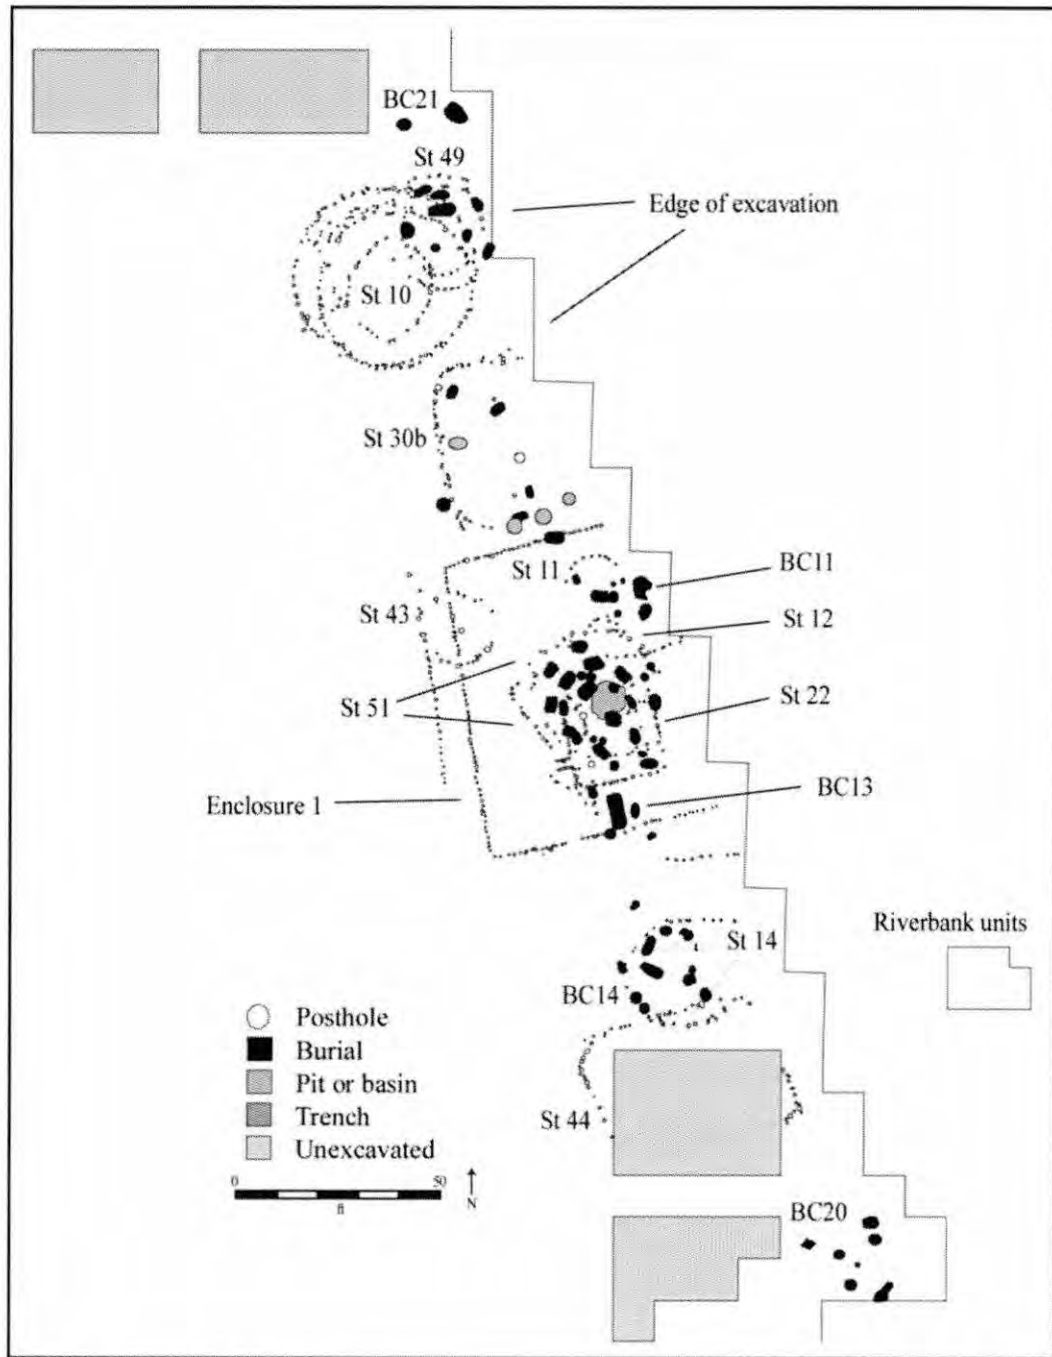 BC21
St 49
Edge of excavation
St 10
St 30b
St 11
BC11
St 43
St 12
St 51
St 22
Enclosure 1
BC13
Riverbank units
St 14
BC14
Posthole
Burial
Pit or basin
Trench
Unexcavated
St 44
0 50
ft
N
BC20